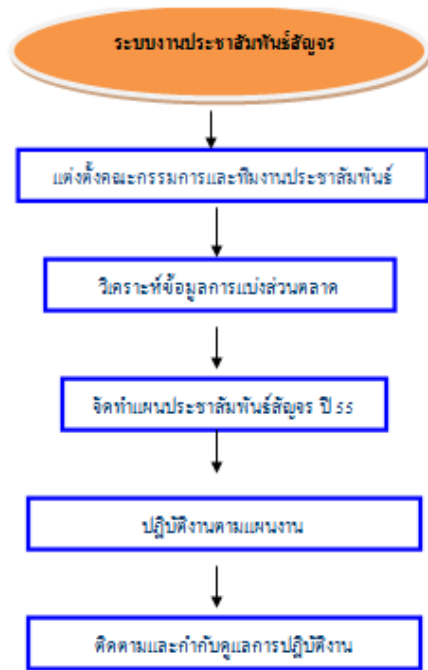 ระบบงานประชาสัมพันธ์สัญจร
แต่งตั้งคณะกรรมการและทีมงานประชาสัมพันธ์
วิเคราะห์ข้อมูลการแบ่งส่วนตลาด
จัดทำแผนประชาสัมพันธ์สัญจร ปี 55
ปฏิบัติงานตามแผนงาน
ติดตามและกำกับดูแลการปฏิบัติงาน